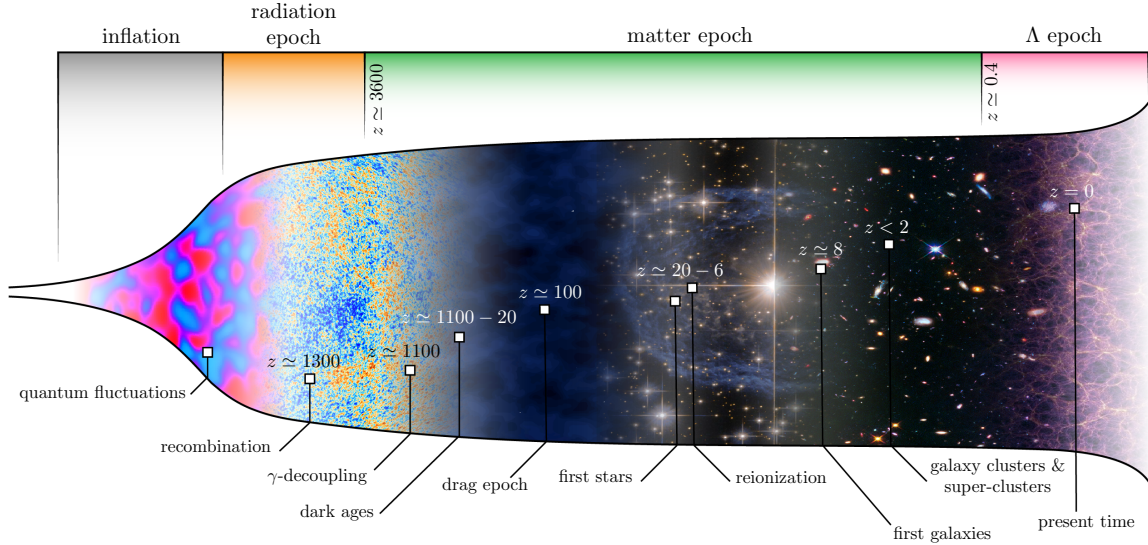 inflation
radiation
epoch
matter epoch
Λ epoch
z ≃ 3600
z ≃ 0.4
z = 0
z < 2
z ≃ 8
z ≃ 20 − 6
z ≃ 100
z ≃ 1100 − 20
z ≃ 1100
z ≃ 1300
quantum fluctuations
recombination
γ-decoupling
dark ages
drag epoch
first stars
reionization
first galaxies
galaxy clusters &
super-clusters
present time